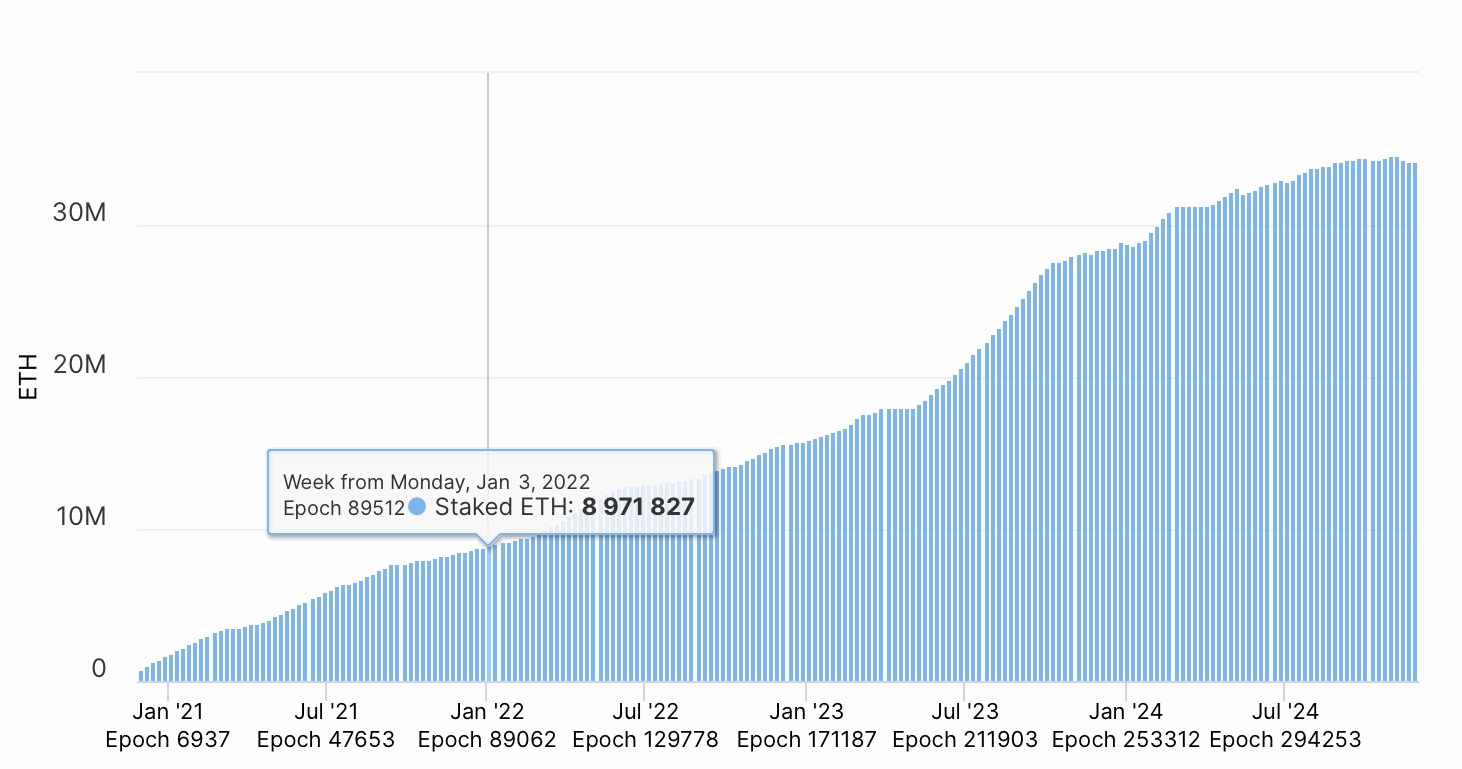 30M
20M
10M
0
ETH
Week from Monday, Jan 3, 2022
Epoch 89512 Staked ETH: 8 971 827
Jan '21 Jul '21 Jan '22 Jul '22 Jan '23 Jul '23 Jan '24 Jul '24
Epoch 6937 Epoch 47653 Epoch 89062 Epoch 129778 Epoch 171187 Epoch 211903 Epoch 253312 Epoch 294253